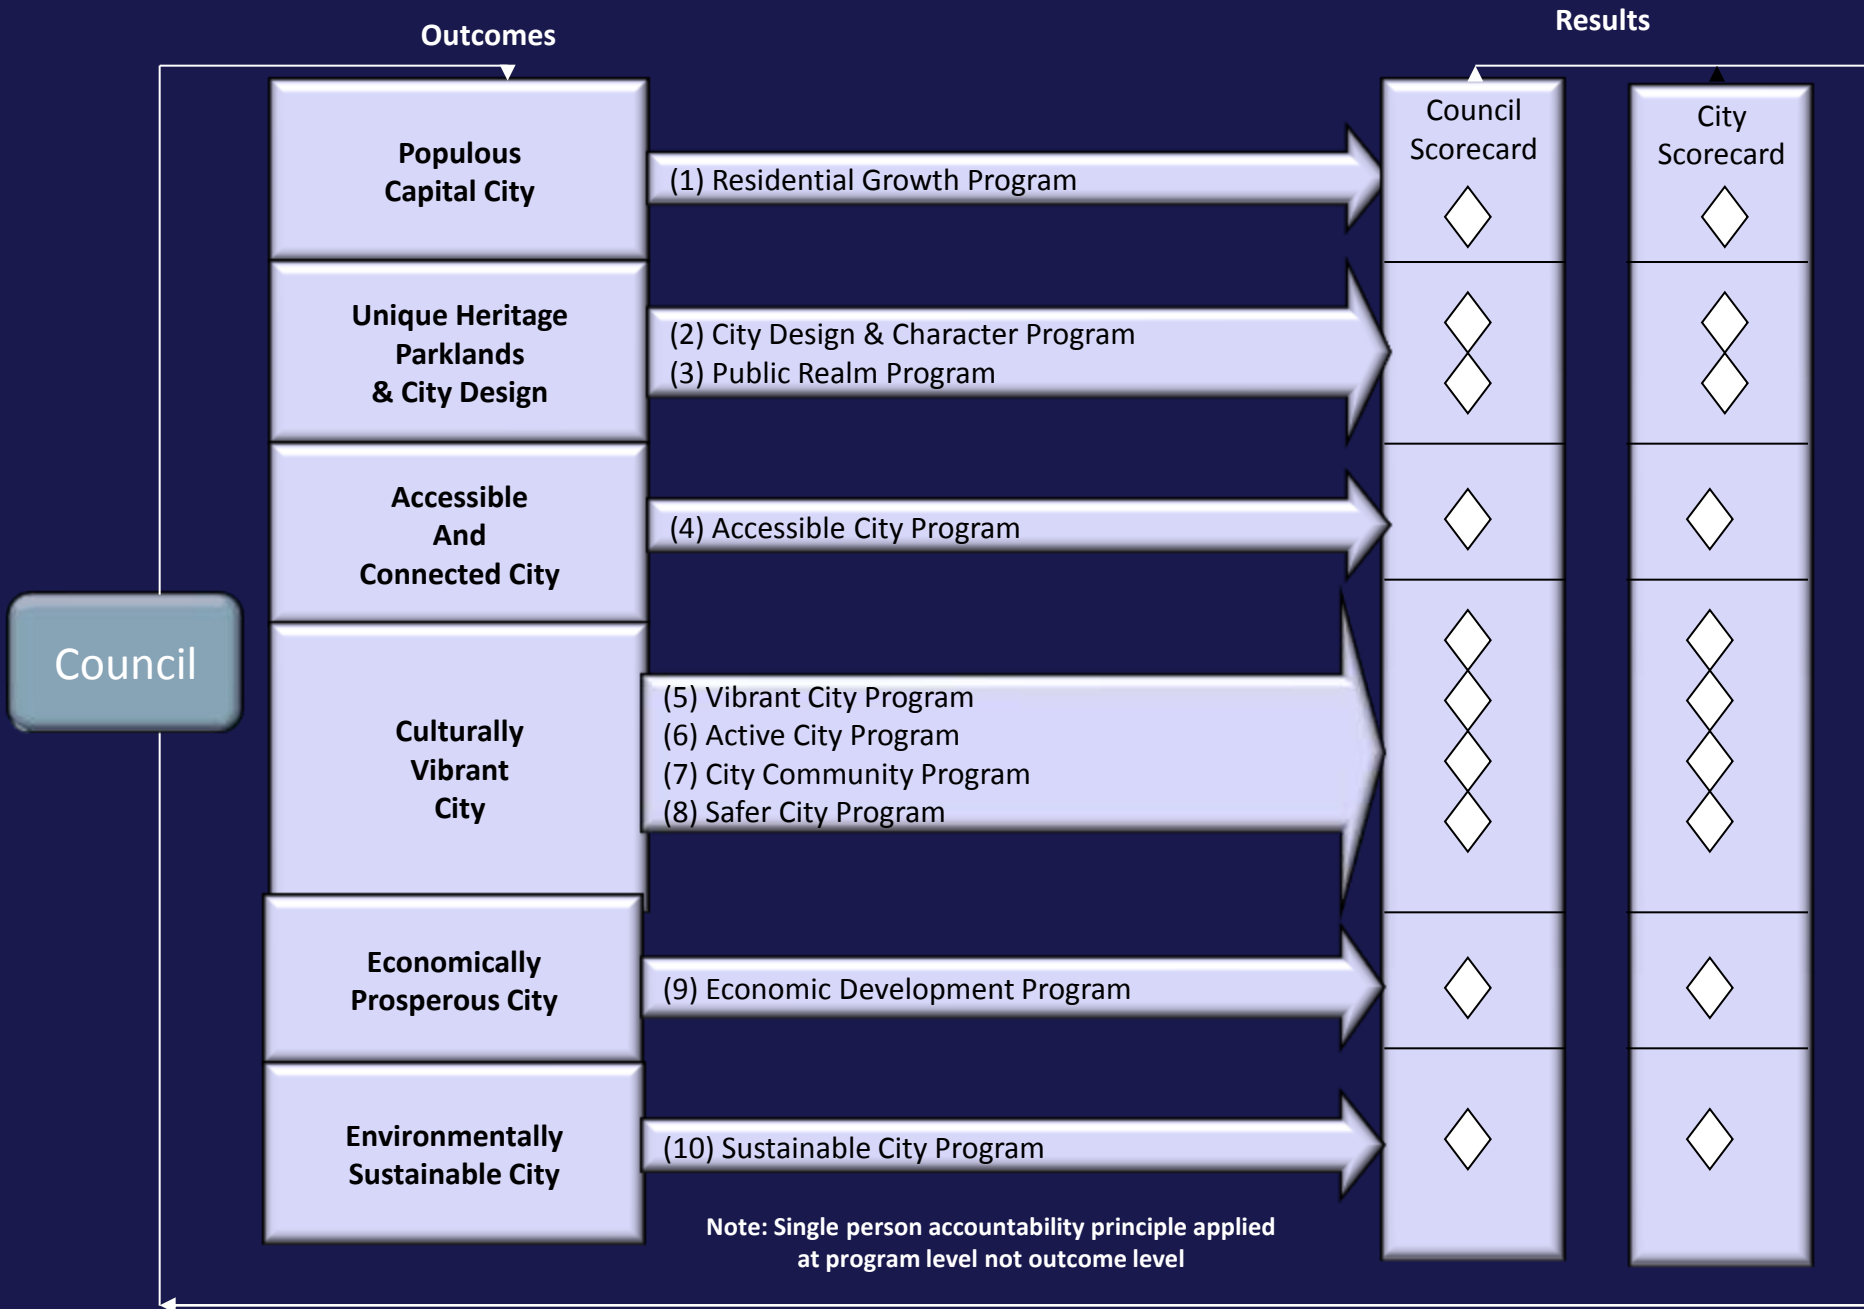 Outcomes
Results
Council
Populous
Capital City
(1) Residential Growth Program
Unique Heritage
Parklands
& City Design
(2) City Design & Character Program
(3) Public Realm Program
Accessible
And
Connected City
(4) Accessible City Program
Culturally
Vibrant
City
(5) Vibrant City Program
(6) Active City Program
(7) City Community Program
(8) Safer City Program
Economically
Prosperous City
(9) Economic Development Program
Environmentally
Sustainable City
(10) Sustainable City Program
Council
Scorecard
City
Scorecard
Note: Single person accountability principle applied
at program level not outcome level